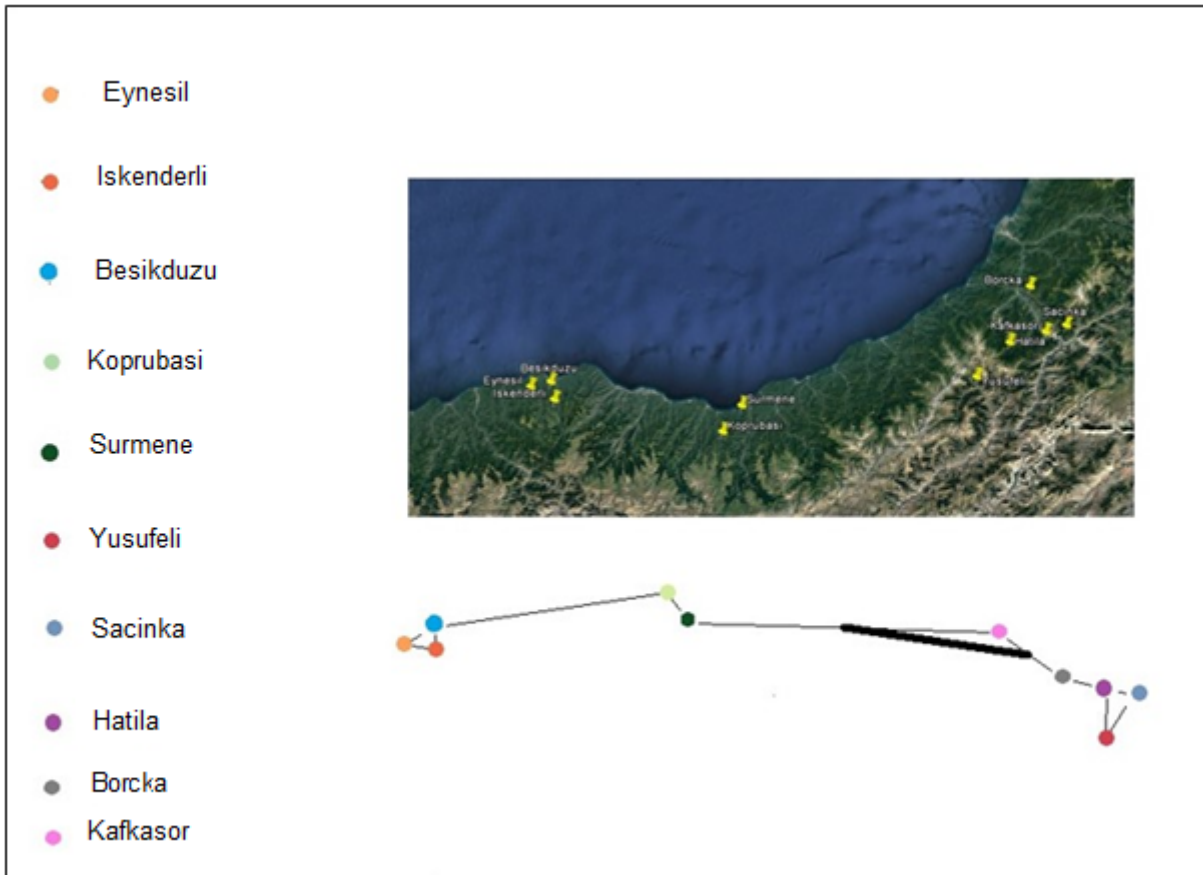 Eynesil
Iskenderli
Besikduzu
Koprubasi
Surmene
Yusufeli
Sacinka
Hatila
Borcka
Kafkasor
Borcka
Sacinka
Kafkasor
Hatila
Besikduzu
Eynesil
Yusufeli
Iskenderli
Surmene
Koprubasi